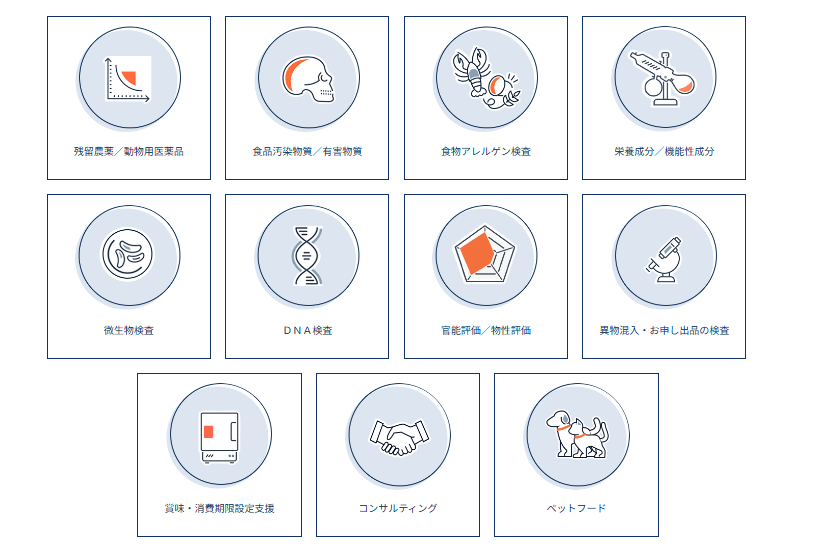 残留農薬／動物用医薬品
食品汚染物質／有害物質
食物アレルゲン検査
栄養成分／機能性成分
微生物検査
ＤＮＡ検査
官能評価／物性評価
異物混入・お申し出品の検査
賞味・消費期限設定支援
コンサルティング
ペットフード